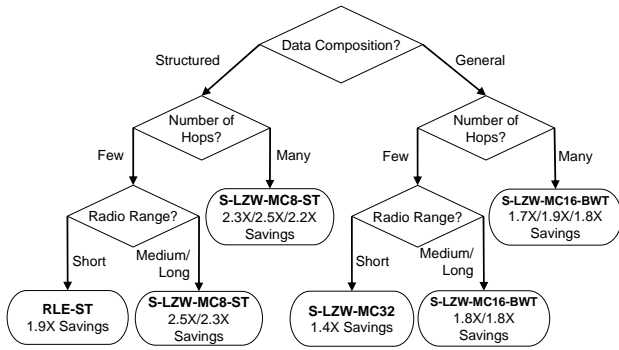 Data Composition?
Structured
General
Number of
Hops?
Number of
Hops?
Few
Many
Few
Many
S-LZW-MC8-ST
2.3X/2.5X/2.2X
Savings
S-LZW-MC16-BWT
1.7X/1.9X/1.8X
Savings
Radio Range?
Radio Range?
Short
Medium/
Long
Short
Medium/
Long
RLE-ST
1.9X Savings
S-LZW-MC8-ST
2.5X/2.3X
Savings
S-LZW-MC32
1.4X Savings
S-LZW-MC16-BWT
1.8X/1.8X
Savings